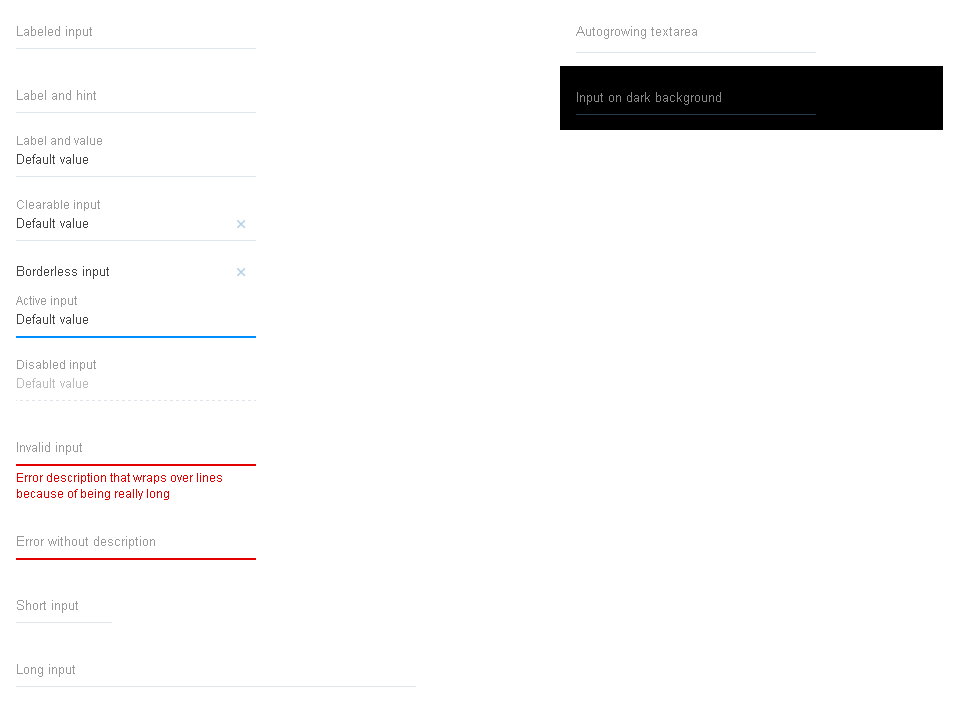 Labeled input
Label and hint
Label and value
Default value
Clearable input
Default value
Borderless input
Active input
Default value
Disabled input
Default value
Invalid input
Error description that wraps over lines
because of being really long
Error without description
Short input
Long input
Autogrowing textarea
Input on dark background